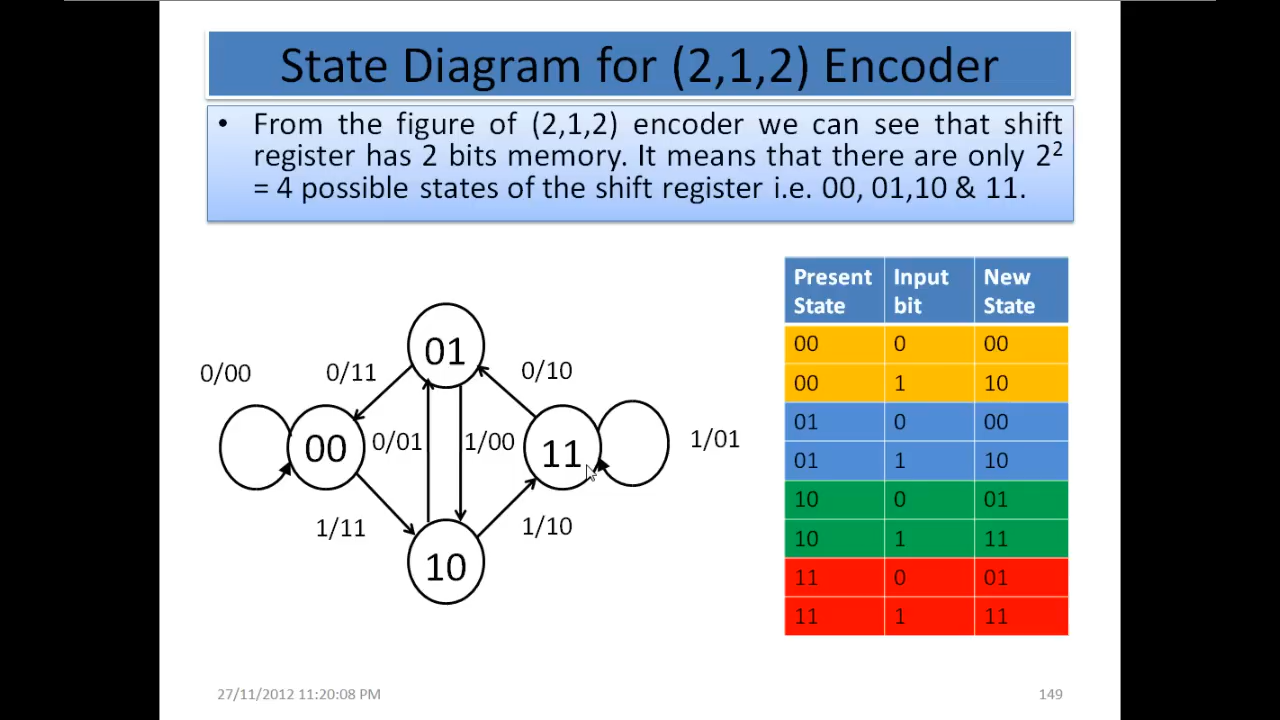 State Diagram for (2,1,2) Encoder
• From the figure of (2,1,2) encoder we can see that shift
register has 2 bits memory. It means that there are only 2²
= 4 possible states of the shift register i.e. 00, 01,10 & 11.
01
0/00
0/11
0/10
00
0/01
1/00
11
1/01
1/11
1/10
10
Present State Input bit New State
00 0 00
00 1 10
01 0 00
01 1 10
10 0 01
10 1 11
11 0 01
11 1 11
27/11/2012 11:20:08 PM
149